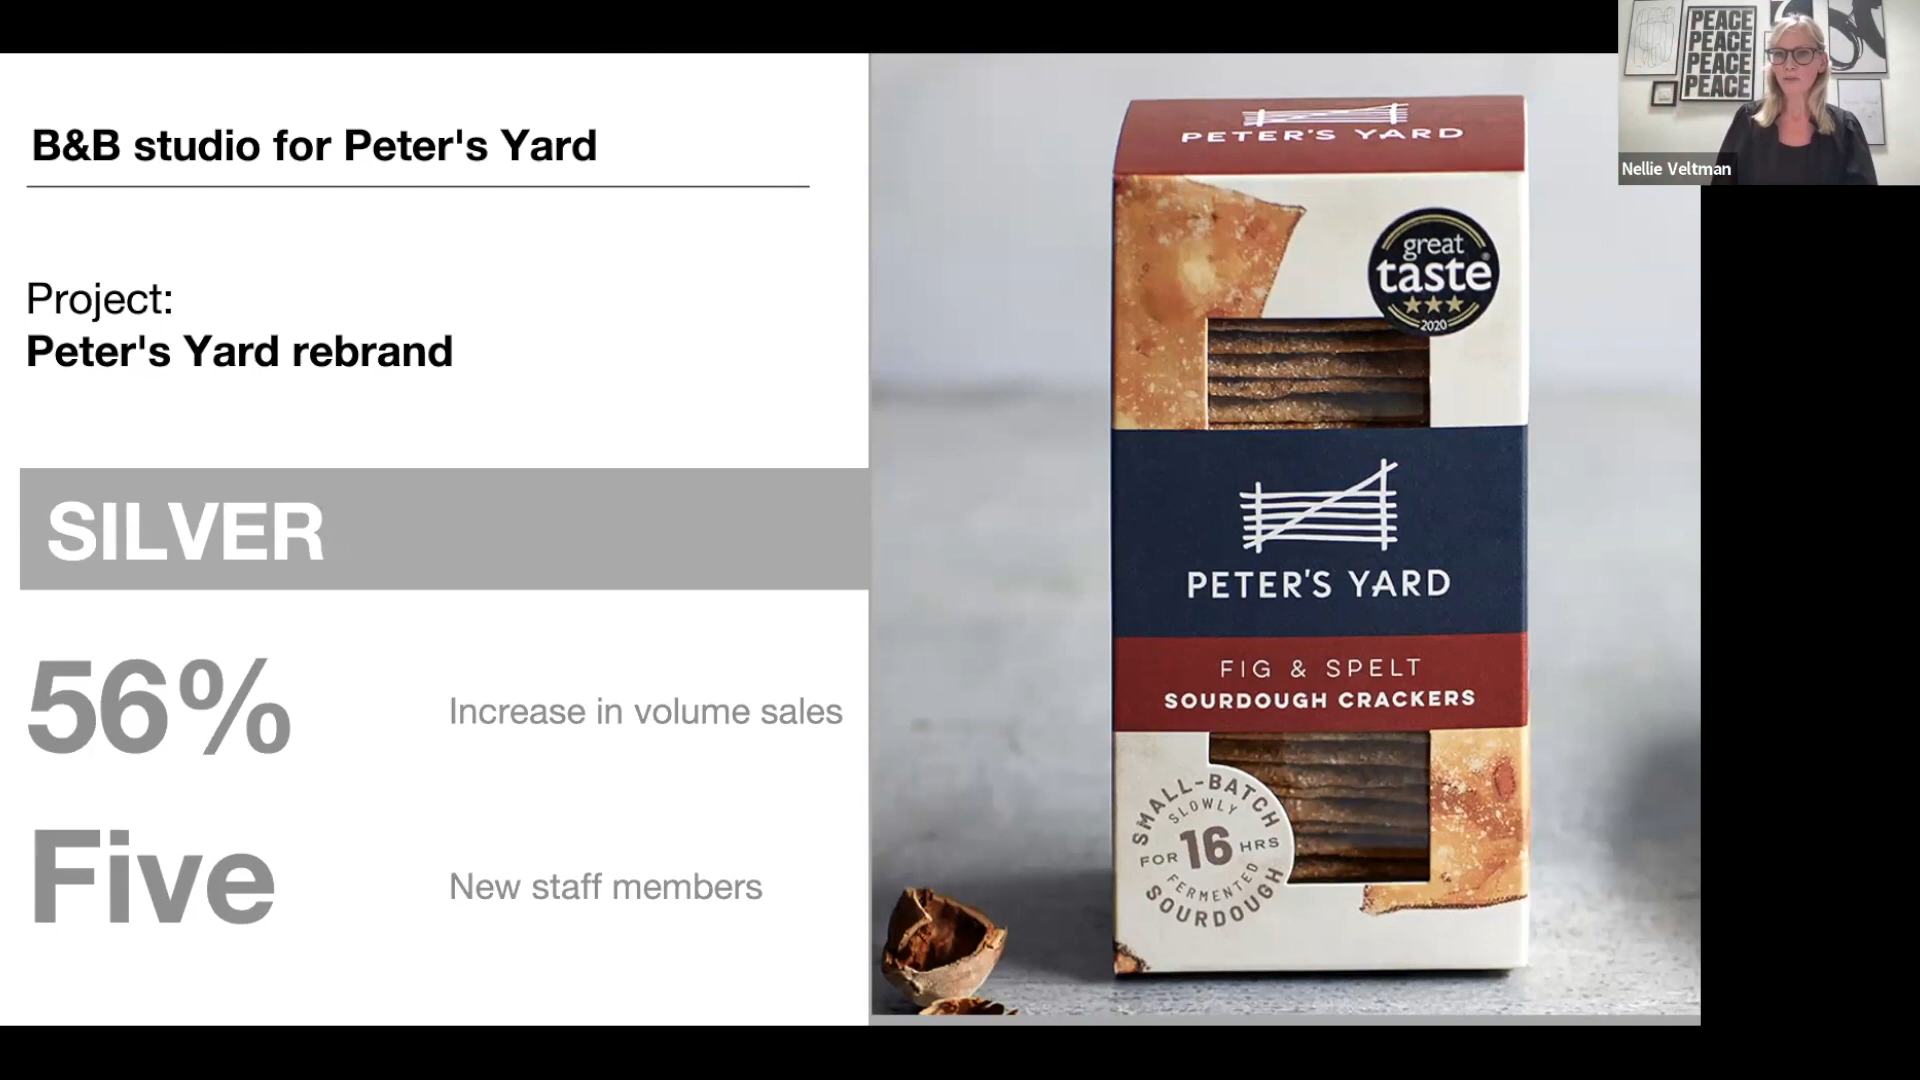 B&B studio for Peter's Yard
Project:
Peter's Yard rebrand
SILVER
56%
Increase in volume sales
Five
New staff members
PETER'S YARD
great
taste
2020
PETER'S YARD
FIG & SPELT
SOURDOUGH CRACKERS
SMALL-BATCH
SLOWLY
FOR 16 HRS
FERMENTED
SOURDOUGH
PEACE
PEACE
PEACE
PEACE
Nellie Veltman